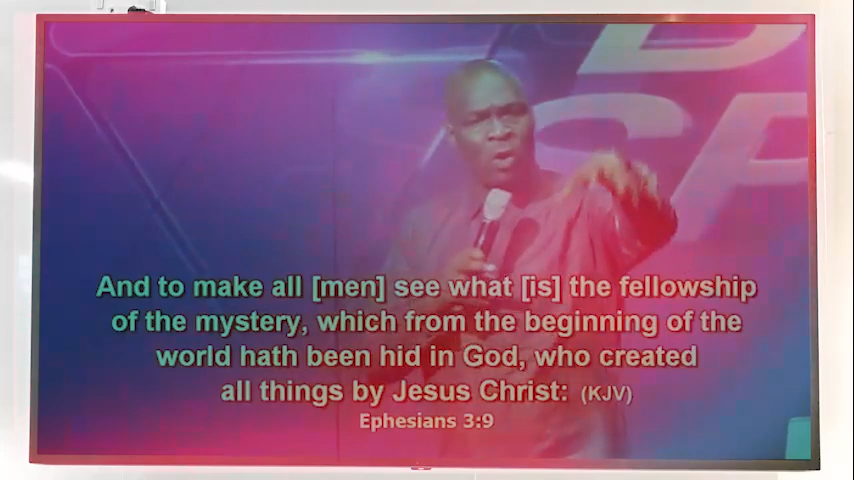 And to make all [men] see what [is] the fellowship
of the mystery, which from the beginning of the
world hath been hid in God, who created
all things by Jesus Christ: (KJV)
Ephesians 3:9